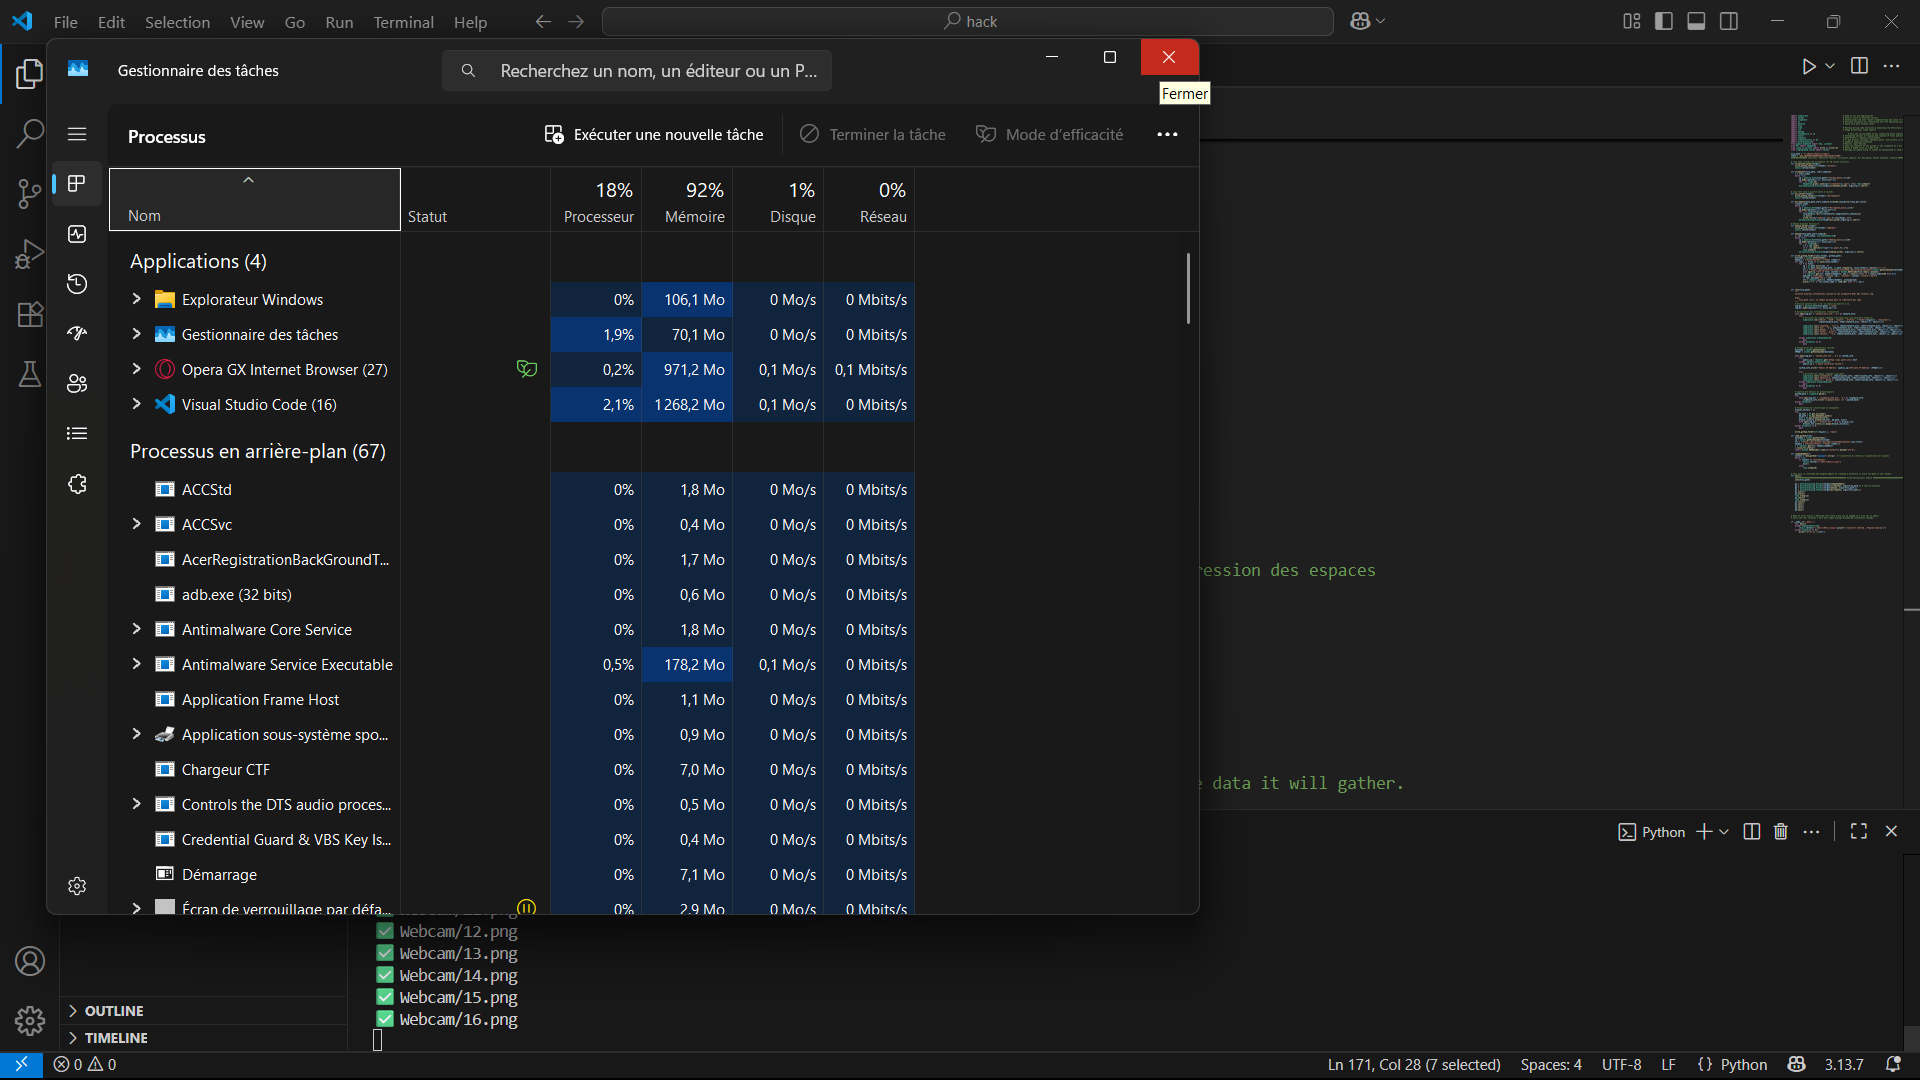 File Edit Selection View Go Run Terminal Help
hack
Gestionnaire des tâches
Recherchez un nom, un éditeur ou un P...
Fermer
Processus
Exécuter une nouvelle tâche
Terminer la tâche
Mode d'efficacité
18% 92% 1% 0%
Nom Statut Processeur Mémoire Disque Réseau
Applications (4)
Explorateur Windows 0% 106,1 Mo 0 Mo/s 0 Mbits/s
Gestionnaire des tâches 1,9% 70,1 Mo 0 Mo/s 0 Mbits/s
Opera GX Internet Browser (27) 0,2% 971,2 Mo 0,1 Mo/s 0,1 Mbits/s
Visual Studio Code (16) 2,1% 1 268,2 Mo 0,1 Mo/s 0 Mbits/s
Processus en arrière-plan (67)
ACCStd 0% 1,8 Mo 0 Mo/s 0 Mbits/s
ACCSvc 0% 0,4 Mo 0 Mo/s 0 Mbits/s
AcerRegistrationBackGroundT... 0% 1,7 Mo 0 Mo/s 0 Mbits/s
ression des espaces
adb.exe (32 bits) 0% 0,6 Mo 0 Mo/s 0 Mbits/s
Antimalware Core Service 0% 1,8 Mo 0 Mo/s 0 Mbits/s
Antimalware Service Executable 0,5% 178,2 Mo 0,1 Mo/s 0 Mbits/s
Application Frame Host 0% 1,1 Mo 0 Mo/s 0 Mbits/s
Application sous-système spo... 0% 0,9 Mo 0 Mo/s 0 Mbits/s
Chargeur CTF 0% 7,0 Mo 0 Mo/s 0 Mbits/s
data it will gather.
Controls the DTS audio proces... 0% 0,5 Mo 0 Mo/s 0 Mbits/s
Credential Guard & VBS Key Is... 0% 0,4 Mo 0 Mo/s 0 Mbits/s
Démarrage 0% 7,1 Mo 0 Mo/s 0 Mbits/s
Écran de verrouillage par défa... 0% 2,9 Mo 0 Mo/s 0 Mbits/s
Python
Webcam/12.png
Webcam/13.png
Webcam/14.png
Webcam/15.png
Webcam/16.png
OUTLINE
TIMELINE
0 0
Ln 171, Col 28 (7 selected) Spaces: 4 UTF-8 LF {} Python 3.13.7